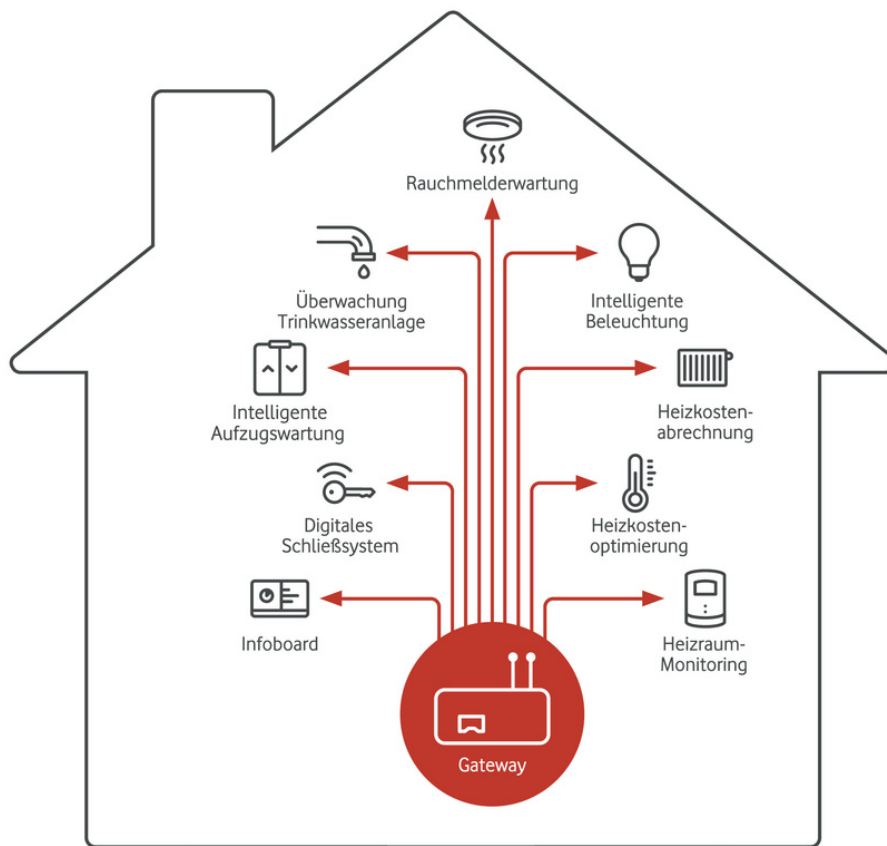 Rauchmelderwartung
Überwachung
Trinkwasseranlage
Intelligente
Beleuchtung
Intelligente
Aufzugswartung
Heizkosten-
abrechnung
Digitales
Schließsystem
Heizkosten-
optimierung
Infoboard
Heizraum-
Monitoring
Gateway